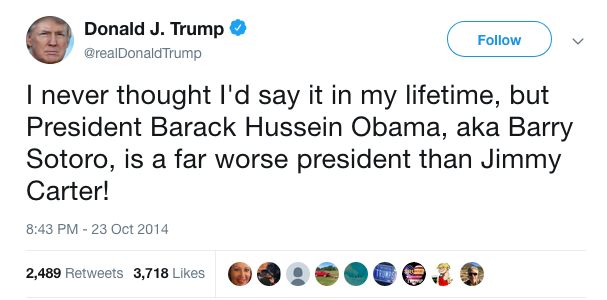 Donald J. Trump
@realDonaldTrump
Follow
I never thought I'd say it in my lifetime, but
President Barack Hussein Obama, aka Barry
Sotoro, is a far worse president than Jimmy
Carter!
8:43 PM - 23 Oct 2014
2,489 Retweets 3,718 Likes
TRUMP